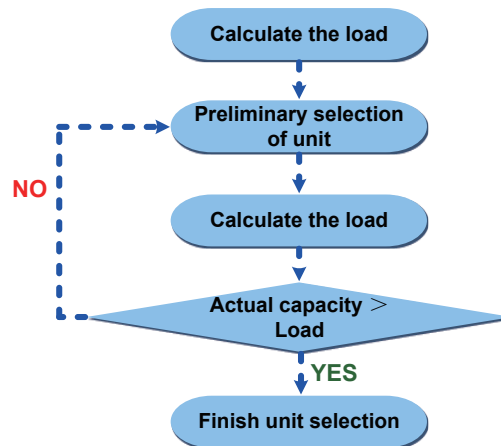 Calculate the load
Preliminary selection
of unit
NO
Calculate the load
Actual capacity ＞
Load
YES
Finish unit selection